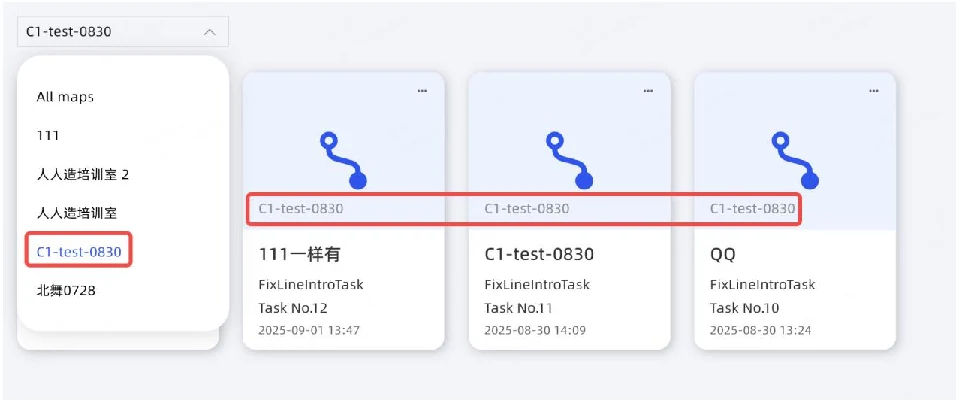 C1-test-0830
All maps
111
人人造培训室 2
人人造培训室
C1-test-0830
北舞0728
...
C1-test-0830
111一样有
FixLineIntroTask
Task No.12
2025-09-01 13:47
...
C1-test-0830
C1-test-0830
FixLineIntroTask
Task No.11
2025-08-30 14:09
...
C1-test-0830
QQ
FixLineIntroTask
Task No.10
2025-08-30 13:24